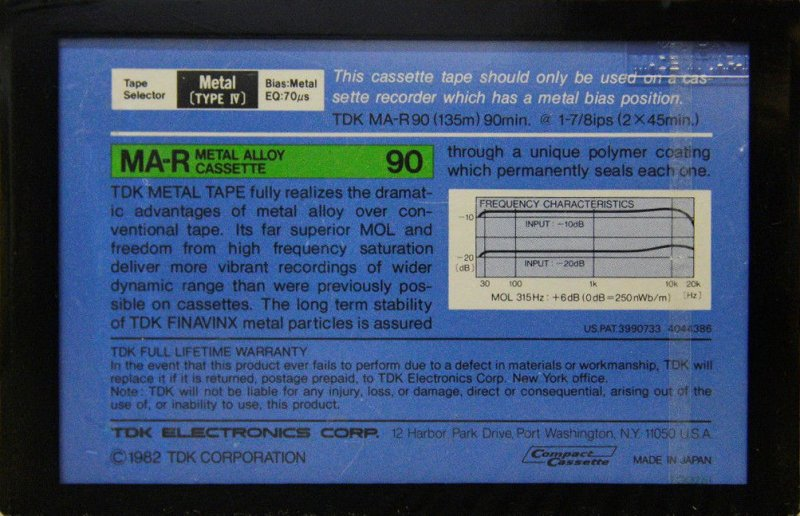 Tape
Selector
Metal
(TYPE IV)
Bias:Metal
EQ:70μs
This cassette tape should only be used on a cas-
sette recorder which has a metal bias position.
TDK MA-R90 (135m) 90min. @ 1-7/8ips (2×45min.)
MA-R METAL ALLOY
CASSETTE
90
TDK METAL TAPE fully realizes the dramat-
ic advantages of metal alloy over con-
ventional tape. Its far superior MOL and
freedom from high frequency saturation
deliver more vibrant recordings of wider
dynamic range than were previously pos-
sible on cassettes. The long term stability
of TDK FINAVINX metal particles is assured
through a unique polymer coating
which permanently seals each one.
FREQUENCY CHARACTERISTICS
-10
INPUT : -10dB
-20
(dB)
INPUT : -20dB
30 100 1k 10k 20k
MOL 315Hz : +6dB (0dB=250nWb/m) (Hz)
US.PAT 3990733 4044386
TDK FULL LIFETIME WARRANTY
In the event that this product ever fails to perform due to a defect in materials or workmanship, TDK will
replace it if it is returned, postage prepaid, to TDK Electronics Corp. New York office.
Note : TDK will not be liable for any injury, loss, or damage, direct or consequential, arising out of the
use of, or inability to use, this product.
TDK ELECTRONICS CORP. 12 Harbor Park Drive, Port Washington, N.Y. 11050 U.S.A.
©1982 TDK CORPORATION
Compact
Cassette
MADE IN JAPAN